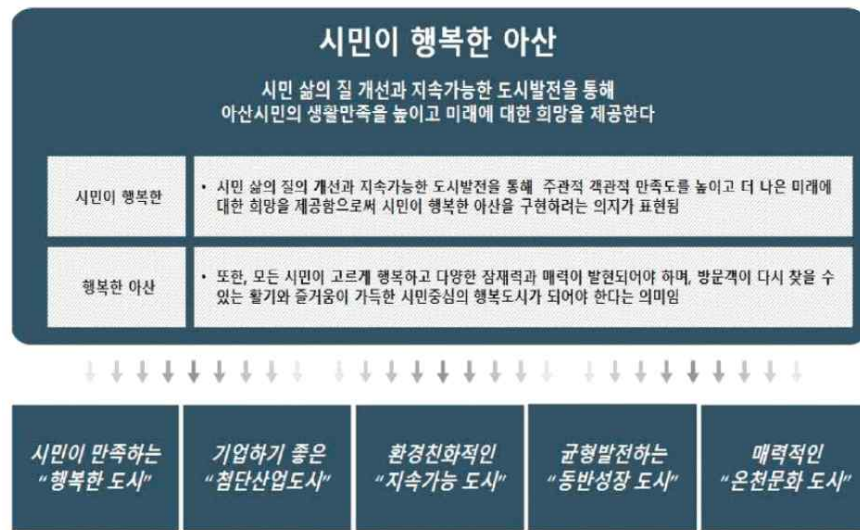 시민이 행복한 아산
시민 삶의 질 개선과 지속가능한 도시발전을 통해
아산시민의 생활만족을 높이고 미래에 대한 희망을 제공한다
시민이 행복한
• 시민 삶의 질의 개선과 지속가능한 도시발전을 통해 주관적 객관적 만족도를 높이고 더 나은 미래에
대한 희망을 제공함으로써 시민이 행복한 아산을 구현하려는 의지가 표현됨
행복한 아산
• 또한, 모든 시민이 고르게 행복하고 다양한 잠재력과 매력이 발현되어야 하며, 방문객이 다시 찾을 수
있는 활기와 즐거움이 가득한 시민중심의 행복도시가 되어야 한다는 의미임
시민이 만족하는
“행복한 도시”
기업하기 좋은
“첨단산업도시”
환경친화적인
“지속가능 도시”
균형발전하는
“동반성장 도시”
매력적인
“온천문화 도시”